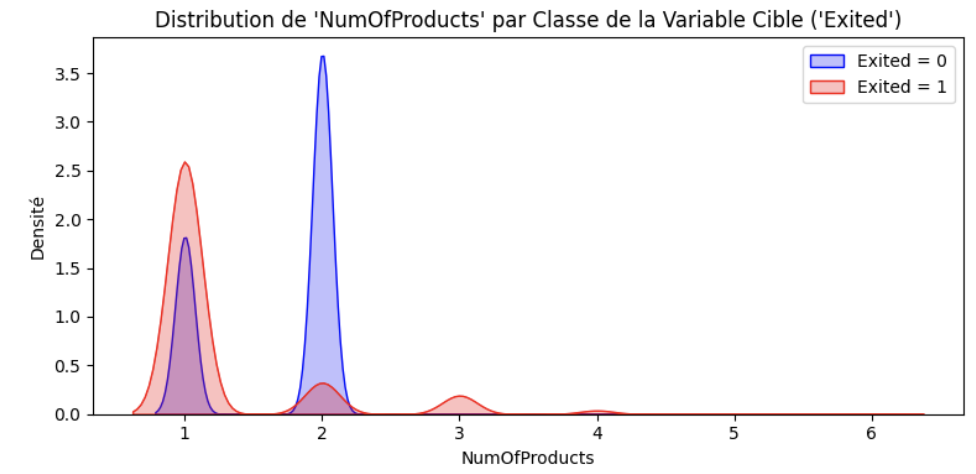 Distribution de 'NumOfProducts' par Classe de la Variable Cible ('Exited')
Exited = 0
Exited = 1
Densité
3.5
3.0
2.5
2.0
1.5
1.0
0.5
0.0
1 2 3 4 5 6
NumOfProducts